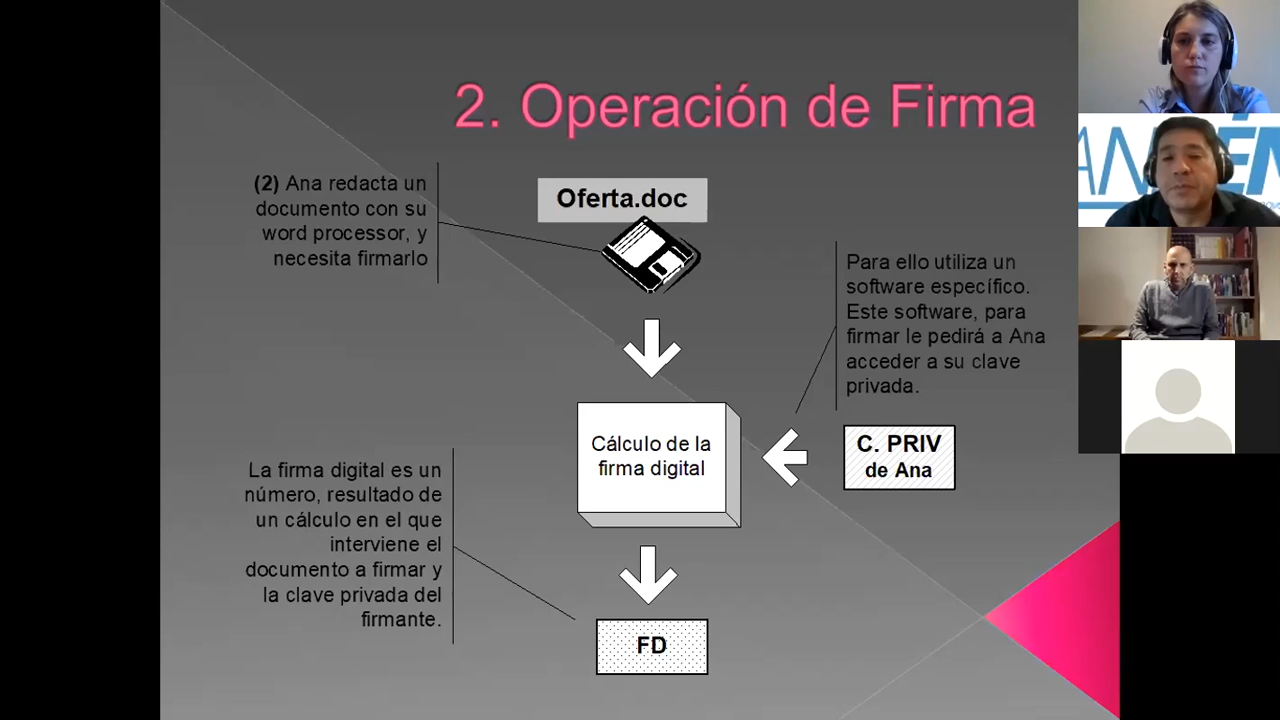 2. Operación de Firma
(2) Ana redacta un
documento con su
word processor, y
necesita firmarlo
Oferta.doc
Para ello utiliza un
software específico.
Este software, para
firmar le pedirá a Ana
acceder a su clave
privada.
Cálculo de la
firma digital
C. PRIV
de Ana
La firma digital es un
número, resultado de
un cálculo en el que
interviene el
documento a firmar y
la clave privada del
firmante.
FD